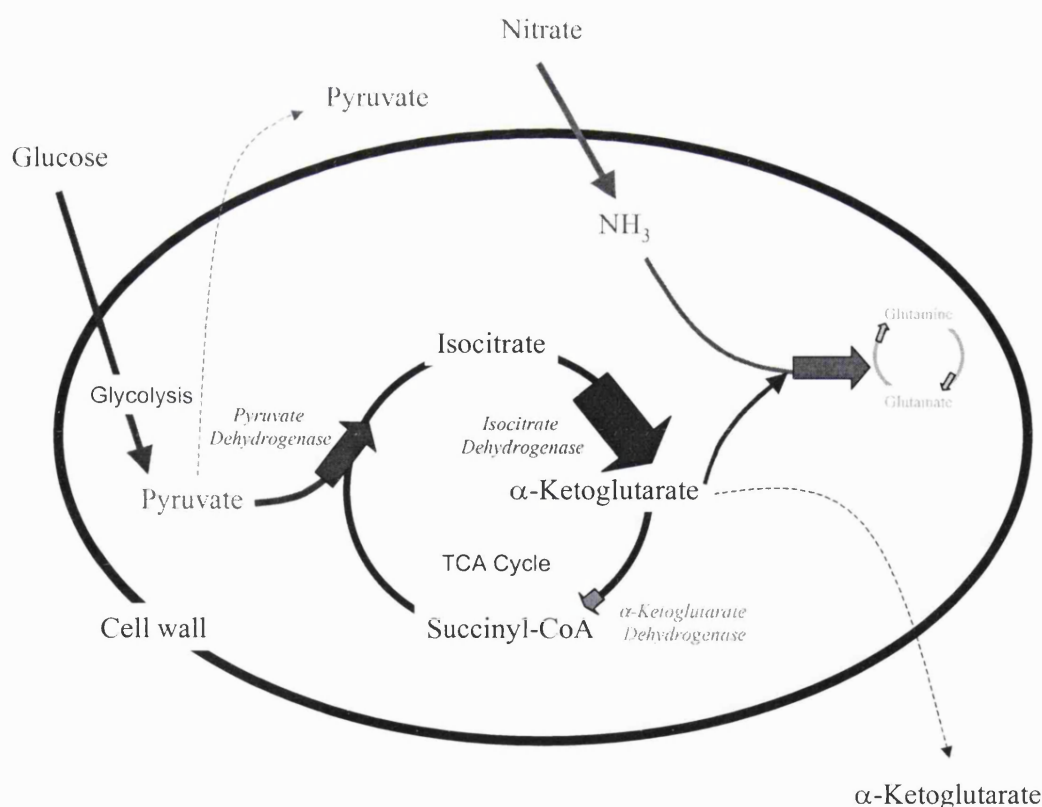 Nitrate
Pyruvate
Glucose
NH₃
Glutamine
Isocitrate
Glycolysis
Pyruvate
Dehydrogenase
Isocitrate
Dehydrogenase
Glutamate
Pyruvate
α-Ketoglutarate
TCA Cycle
α-Ketoglutarate
Dehydrogenase
Cell wall
Succinyl-CoA
α-Ketoglutarate